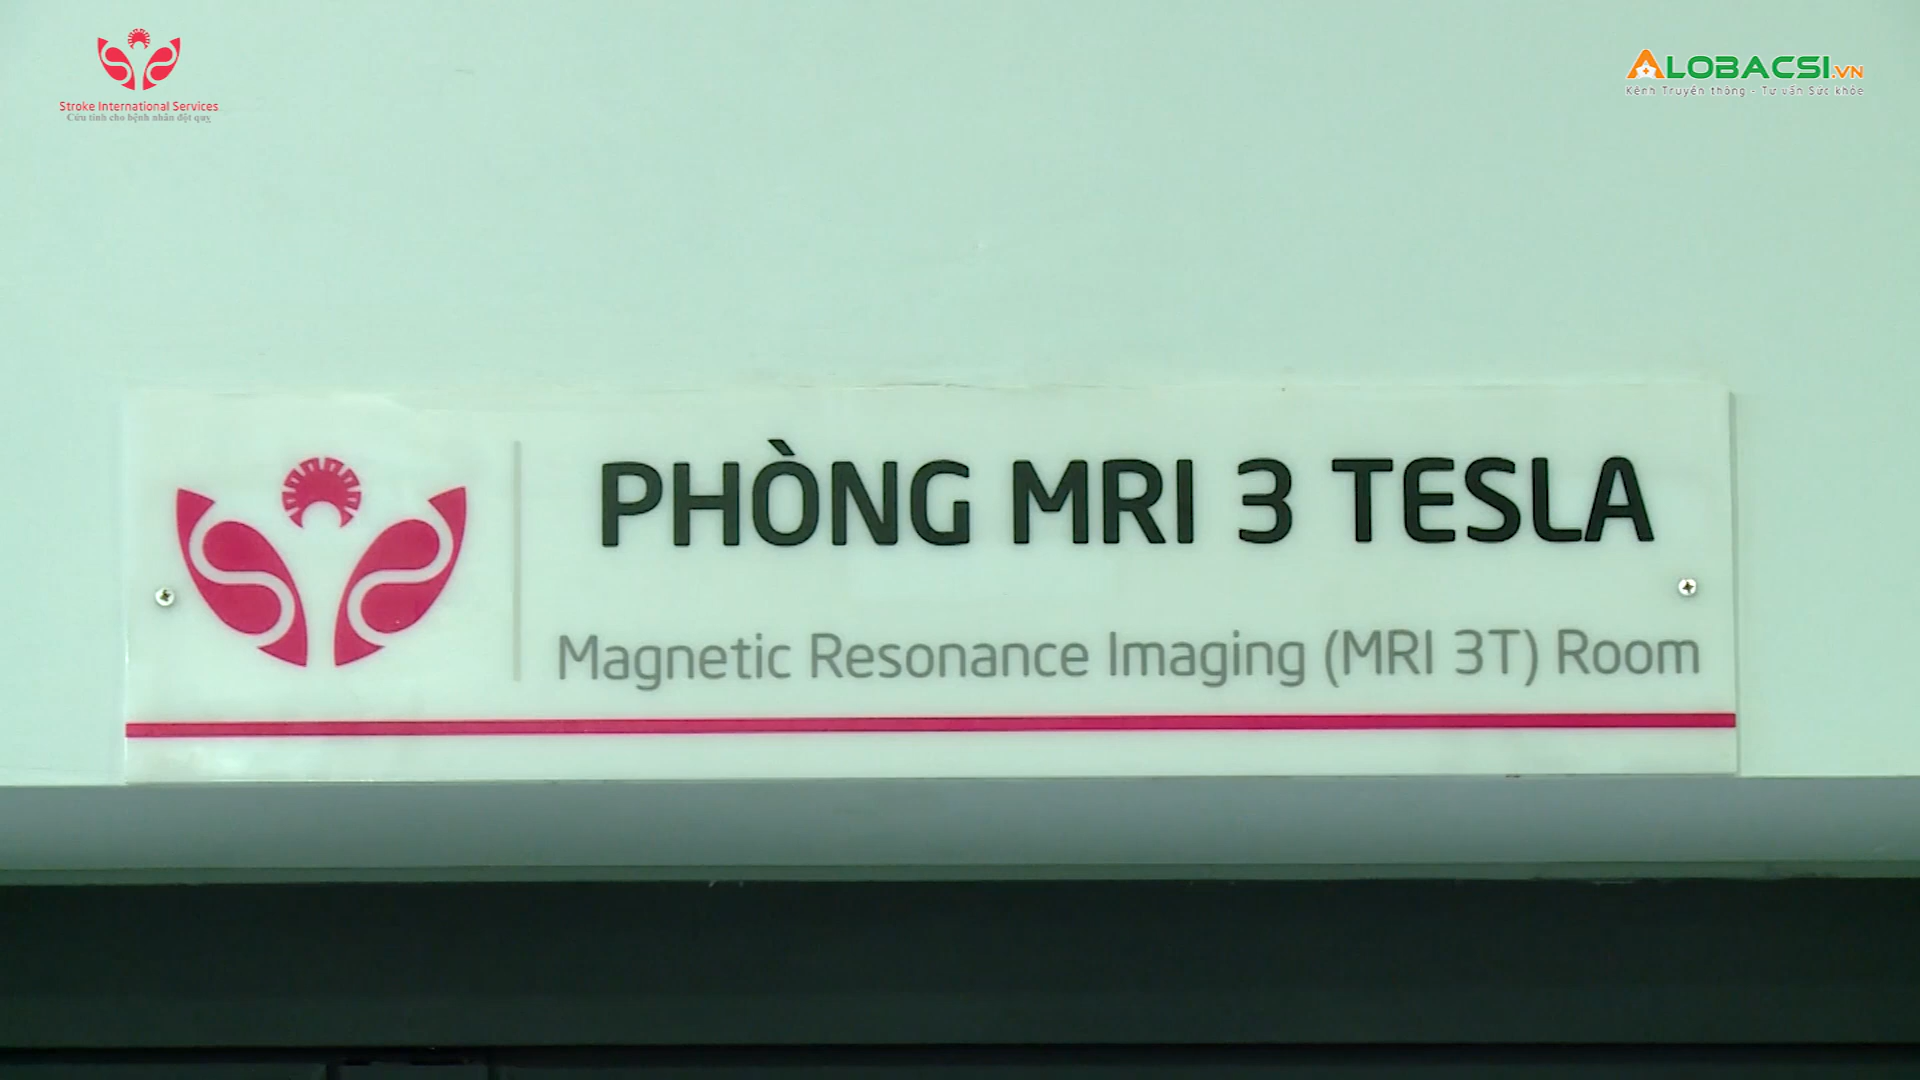 Stroke International Services
Cứu tinh cho bệnh nhân đột quỵ
ALOBACSI.VN
Kênh Truyền thông - Tư vấn Sức khỏe
PHÒNG MRI 3 TESLA
Magnetic Resonance Imaging (MRI 3T) Room